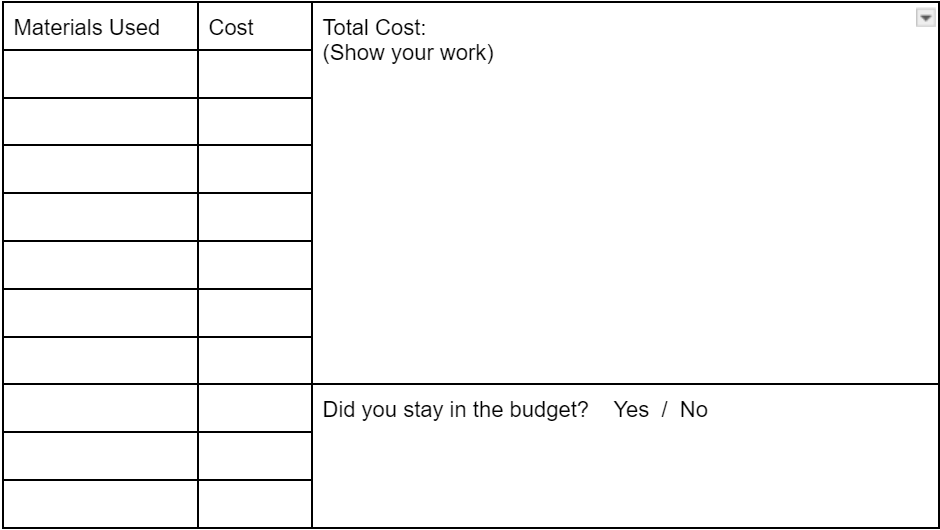 Materials Used
Cost
Total Cost:
(Show your work)
Did you stay in the budget? Yes / No